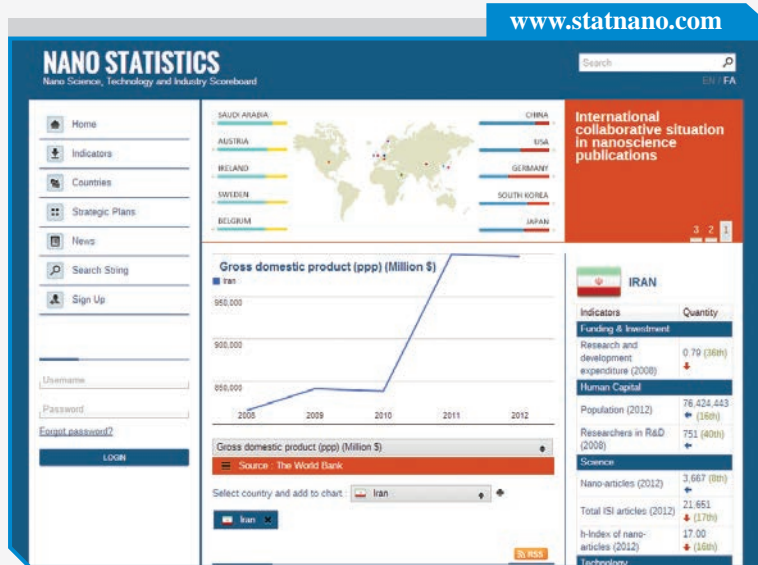 www.statnano.com
NANO STATISTICS
Nano Science, Technology and Industry Scoreboard
Search
EN / FA
Home
Indicators
Countries
Strategic Plans
News
Search String
Sign Up
Username
Password
Forgot password?
LOGIN
SAUDI ARABIA
AUSTRIA
IRELAND
SWEDEN
BELGIUM
CHINA
USA
GERMANY
SOUTH KOREA
JAPAN
International
collaborative situation
in nanoscience
publications
3 2 1
Gross domestic product (ppp) (Million $)
Iran
950,000
900,000
850,000
2008 2009 2010 2011 2012
Gross domestic product (ppp) (Million $)
Source : The World Bank
Select country and add to chart : Iran
Iran ×
RSS
IRAN
Indicators Quantity
Funding & Investment
Research and
development
expenditure (2008)
0.79 (36th)
Human Capital
Population (2012)
76,424,443
(16th)
Researchers in R&D
(2008)
751 (40th)
Science
Nano-articles (2012)
3,667 (8th)
Total ISI articles (2012)
21,651
(17th)
h-Index of nano-
articles (2012)
17.00
(16th)
Technology